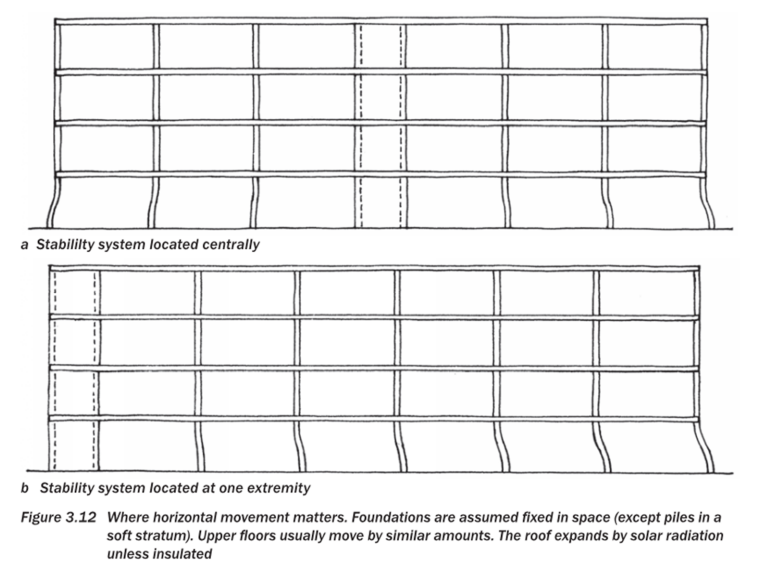 a Stabililty system located centrally
b Stability system located at one extremity
Figure 3.12 Where horizontal movement matters. Foundations are assumed fixed in space (except piles in a
soft stratum). Upper floors usually move by similar amounts. The roof expands by solar radiation
unless insulated